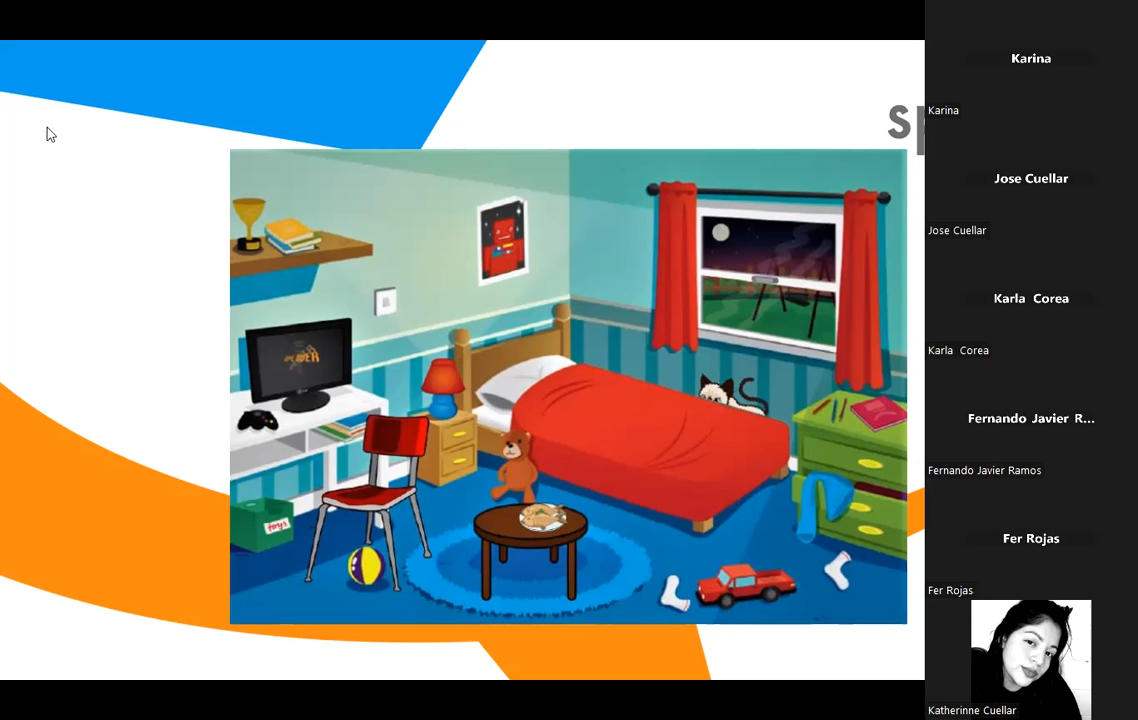 Karina
Karina
Jose Cuellar
Jose Cuellar
Karla Corea
Karla Corea
Fernando Javier R...
Fernando Javier Ramos
Fer Rojas
Fer Rojas
Katherinne Cuellar
toys